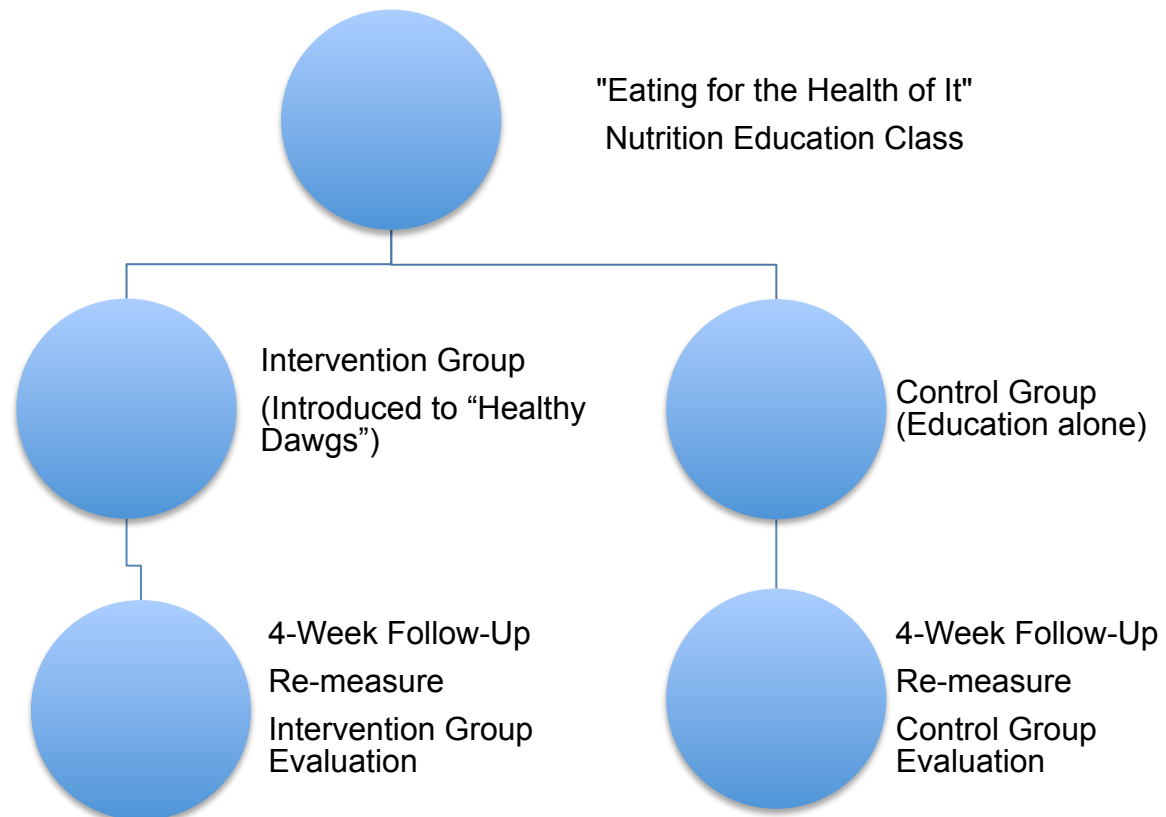 "Eating for the Health of It"
Nutrition Education Class
Intervention Group
(Introduced to “Healthy
Dawgs”)
Control Group
(Education alone)
4-Week Follow-Up
Re-measure
Intervention Group
Evaluation
4-Week Follow-Up
Re-measure
Control Group
Evaluation